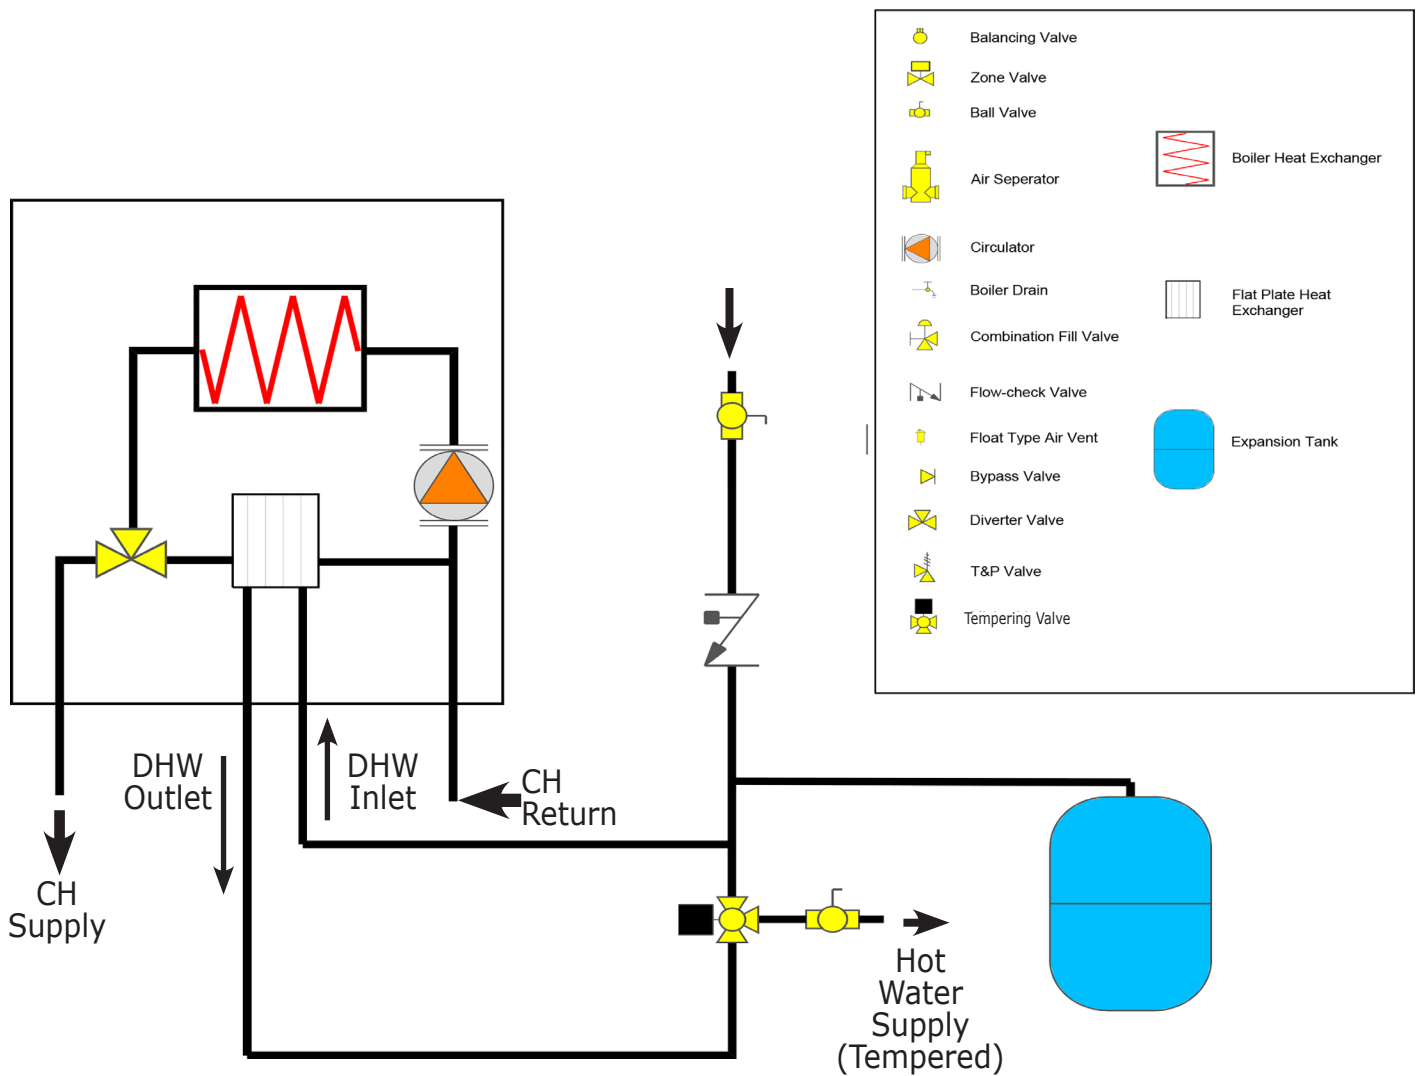 Balancing Valve
Zone Valve
Ball Valve
Air Seperator
Circulator
Boiler Drain
Combination Fill Valve
Flow-check Valve
Float Type Air Vent
Bypass Valve
Diverter Valve
T&P Valve
Tempering Valve
Boiler Heat Exchanger
Flat Plate Heat
Exchanger
Expansion Tank
DHW
Outlet
DHW
Inlet
CH
Return
CH
Supply
Hot
Water
Supply
(Tempered)